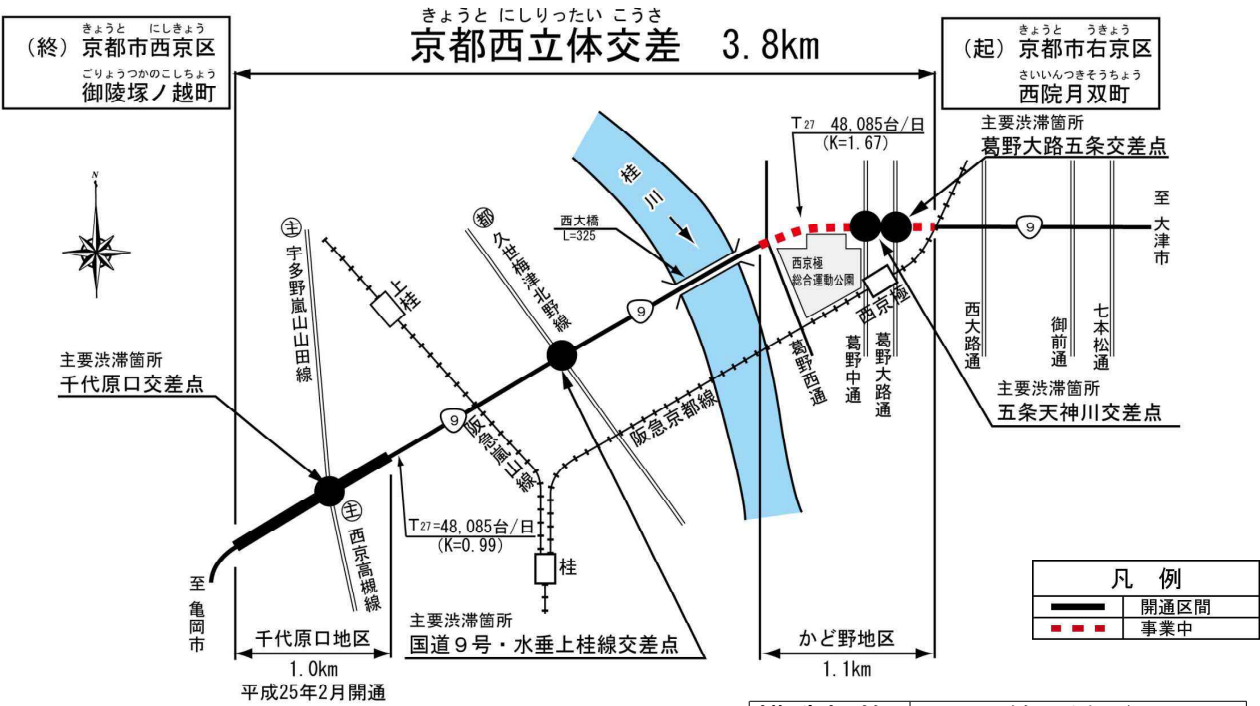 きょうと にしりったい こうさ
京都西立体交差 3.8km
きょうと にしきょう
(終) 京都市西京区
ごりょうつかのこしちょう
御陵塚ノ越町
きょうと うきょう
(起) 京都市右京区
さいいんつきそうちょう
西院月双町
T27 48,085台/日
(K=1.67)
主要渋滞箇所
葛野大路五条交差点
N
桂川
西大橋
L=325
至 大津市
9
西京極
総合運動公園
西京極
主 宇多野嵐山山田線
上桂
都 久世梅津北野線
9
西大路通
御前通
七本松通
葛野西通
葛野中通
葛野大路通
主要渋滞箇所
千代原口交差点
主要渋滞箇所
五条天神川交差点
9
阪急嵐山線
阪急京都線
主 西京高槻線
T27=48,085台/日
(K=0.99)
桂
至 亀岡市
凡 例
開通区間
事業中
主要渋滞箇所
国道9号・水垂上桂線交差点
千代原口地区
1.0km
平成25年2月開通
かど野地区
1.1km